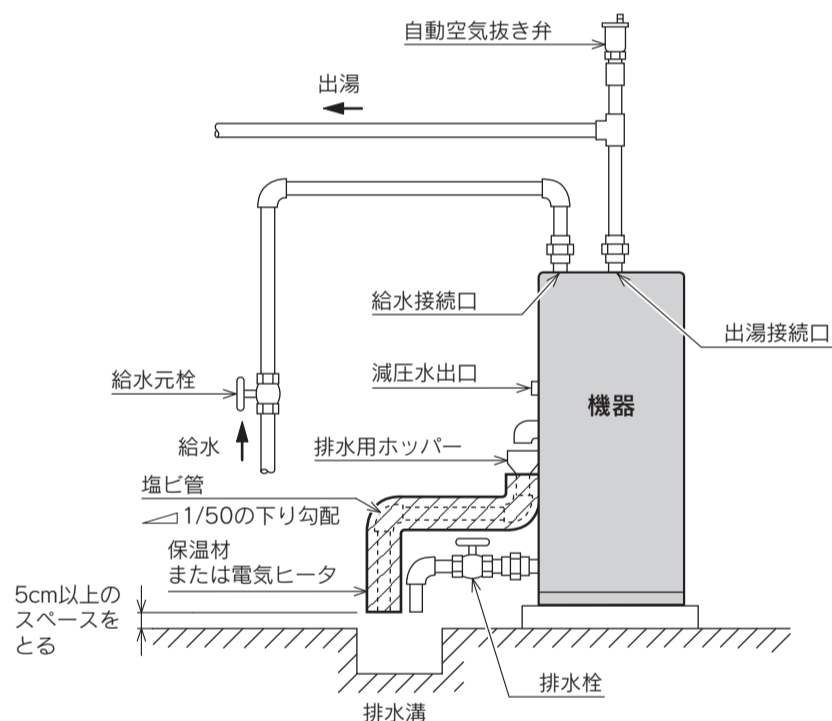 自動空気抜き弁
出湯
給水接続口
出湯接続口
減圧水出口
給水元栓
機器
給水
排水用ホッパー
塩ビ管
1/50の下り勾配
保温材
または電気ヒータ
5cm以上の
スペースを
とる
排水栓
排水溝